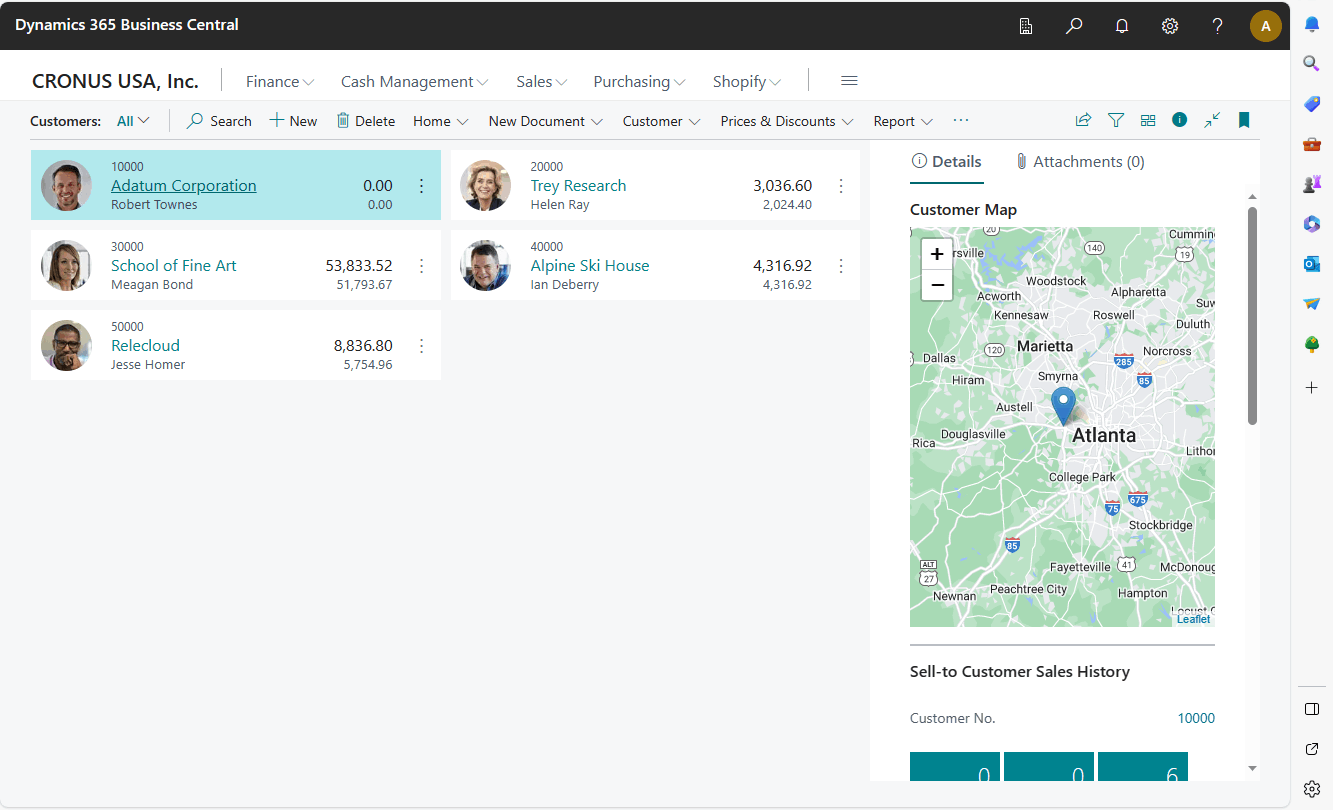 Dynamics 365 Business Central
A
CRONUS USA, Inc.
Finance
Cash Management
Sales
Purchasing
Shopify
Customers: All
Search
New
Delete
Home
New Document
Customer
Prices & Discounts
Report
10000
Adatum Corporation 0.00
Robert Townes 0.00
20000
Trey Research 3,036.60
Helen Ray 2,024.40
30000
School of Fine Art 53,833.52
Meagan Bond 51,793.67
40000
Alpine Ski House 4,316.92
Ian Deberry 4,316.92
50000
Relecloud 8,836.80
Jesse Homer 5,754.96
Details
Attachments (0)
Customer Map
+
−
20
Cummin
140
rsville
19
Woodstock
Acworth
Alpharetta
Suw
Kennesaw
Roswell
Duluth
Marietta
120
Norcross
Dallas
285
Smyrna
85
Hiram
Austell
Douglasville
Atlanta
Rica
Lithon
College Park
675
75
Stockbridge
85
ALT
27
Fayetteville
41
McDonoug
Peachtree City
Hampton
Newnan
Locust G
Leaflet
Sell-to Customer Sales History
Customer No. 10000
0
0
6